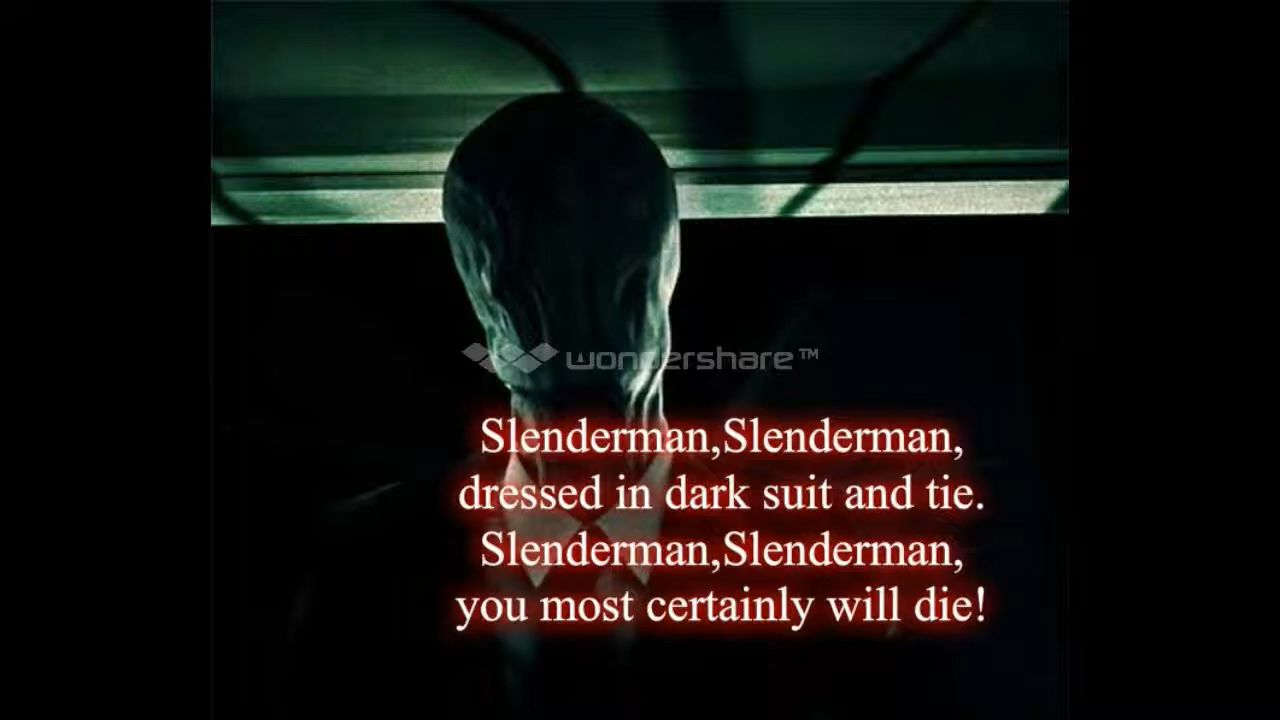 wondershare™
Slenderman,Slenderman,
dressed in dark suit and tie.
Slenderman,Slenderman,
you most certainly will die!